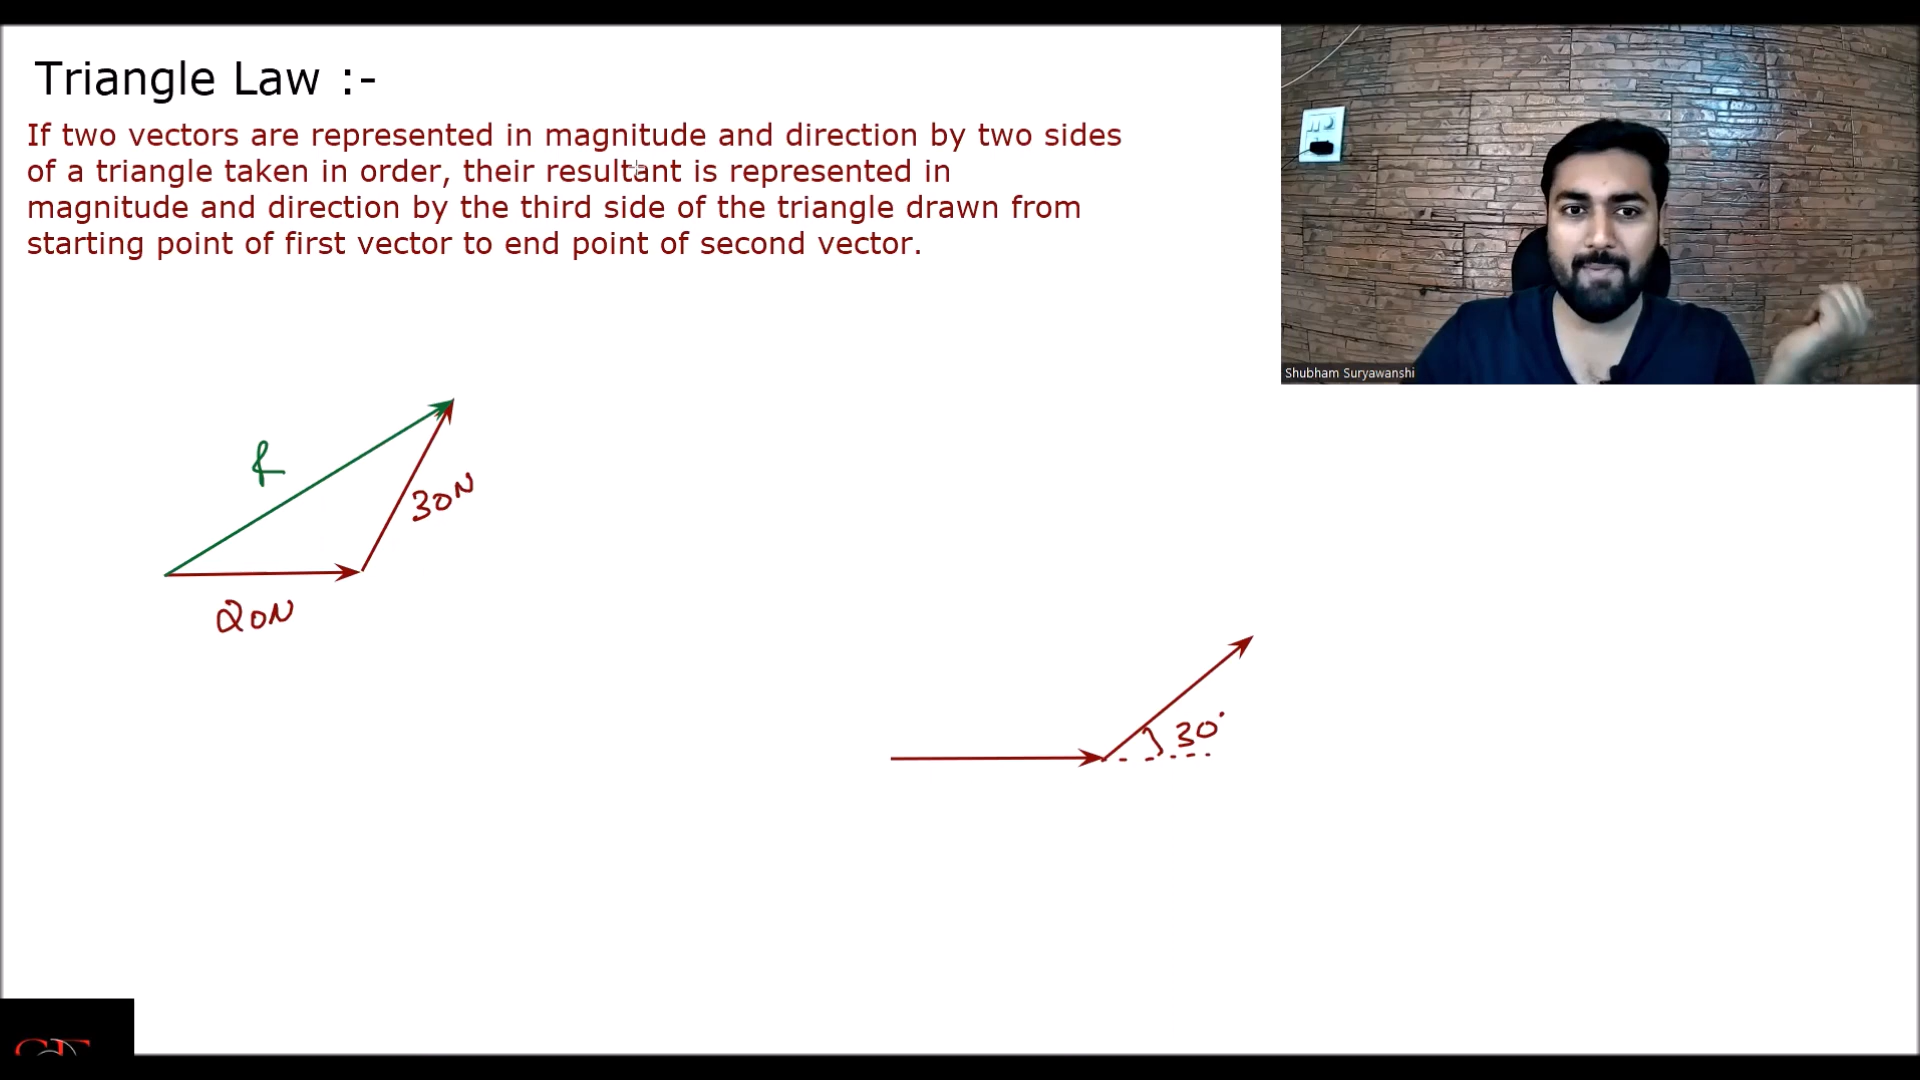 Triangle Law :-
If two vectors are represented in magnitude and direction by two sides
of a triangle taken in order, their resultant is represented in
magnitude and direction by the third side of the triangle drawn from
starting point of first vector to end point of second vector.
Shubham Suryawanshi
R
30N
20N
30°